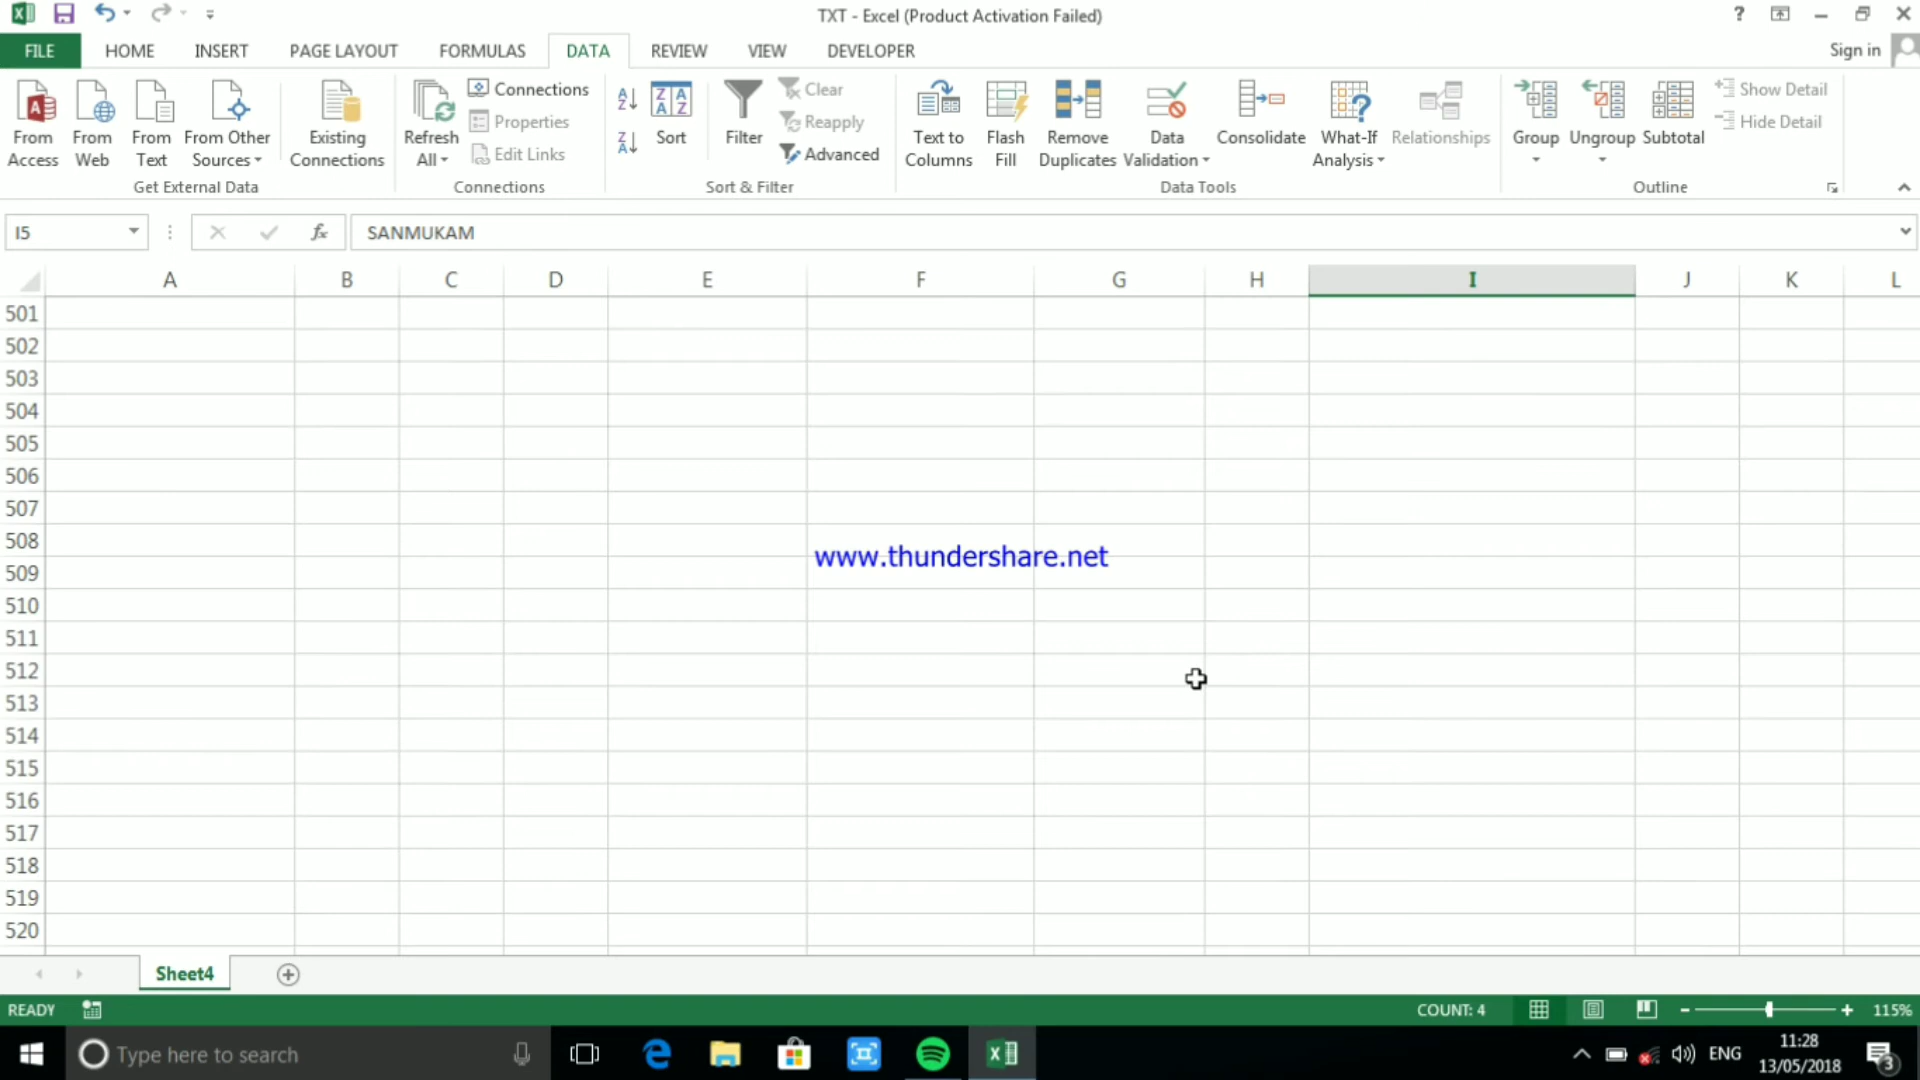 TXT - Excel (Product Activation Failed)
FILE HOME INSERT PAGE LAYOUT FORMULAS DATA REVIEW VIEW DEVELOPER Sign in
From Access
From Web
From Text
From Other Sources
Existing Connections
Get External Data
Refresh All
Connections
Properties
Edit Links
Connections
Sort
Filter
Clear
Reapply
Advanced
Sort & Filter
Text to Columns
Flash Fill
Remove Duplicates
Data Validation
Consolidate
What-If Analysis
Relationships
Data Tools
Group
Ungroup
Subtotal
Show Detail
Hide Detail
Outline
I5 fx SANMUKAM
A B C D E F G H I J K L
501
502
503
504
505
506
507
508
www.thundershare.net
509
510
511
512
513
514
515
516
517
518
519
520
Sheet4
READY COUNT: 4 115%
Type here to search
ENG
11:28
13/05/2018
3